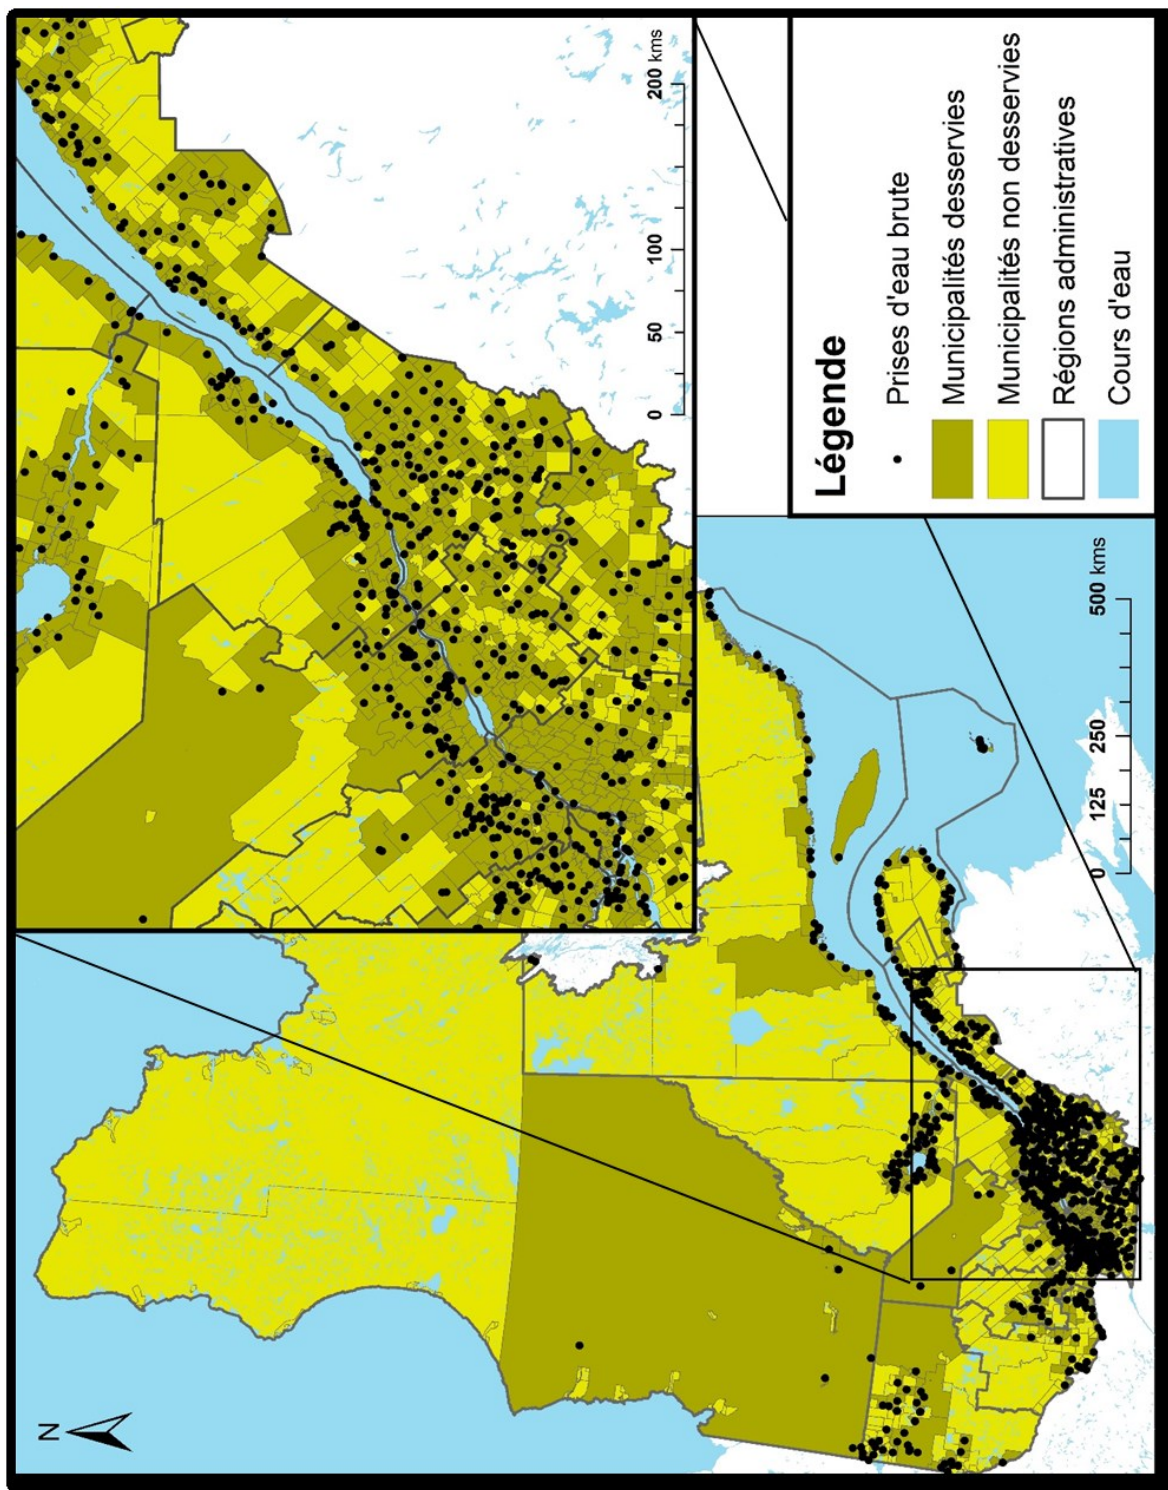 N
0 50 100 200 kms
0 125 250 500 kms
Légende
Prises d'eau brute
Municipalités desservies
Municipalités non desservies
Régions administratives
Cours d'eau